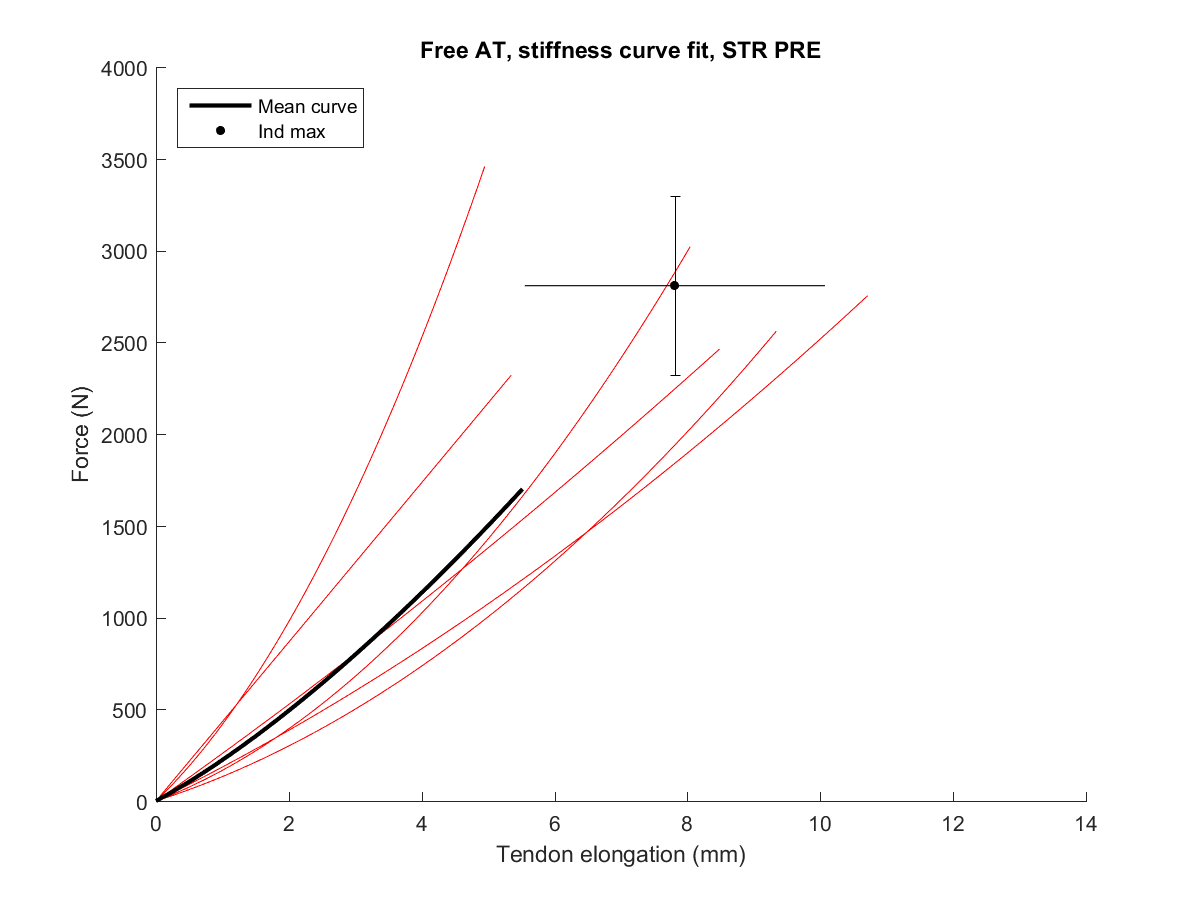 Free AT, stiffness curve fit, STR PRE
4000
3500
3000
2500
2000
1500
1000
500
0
Mean curve
Ind max
Force (N)
0 2 4 6 8 10 12 14
Tendon elongation (mm)